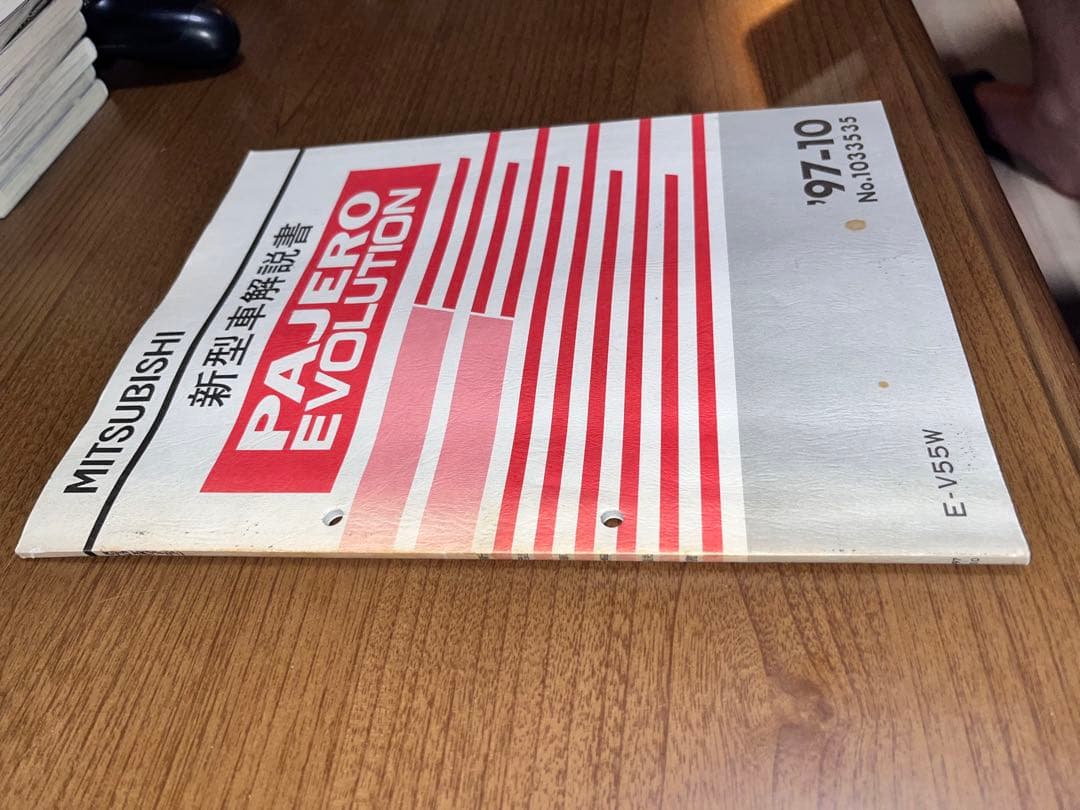 MITSUBISHI
新型車解説書
PAJERO
EVOLUTION
'97-10
No.1033535
E-V55W